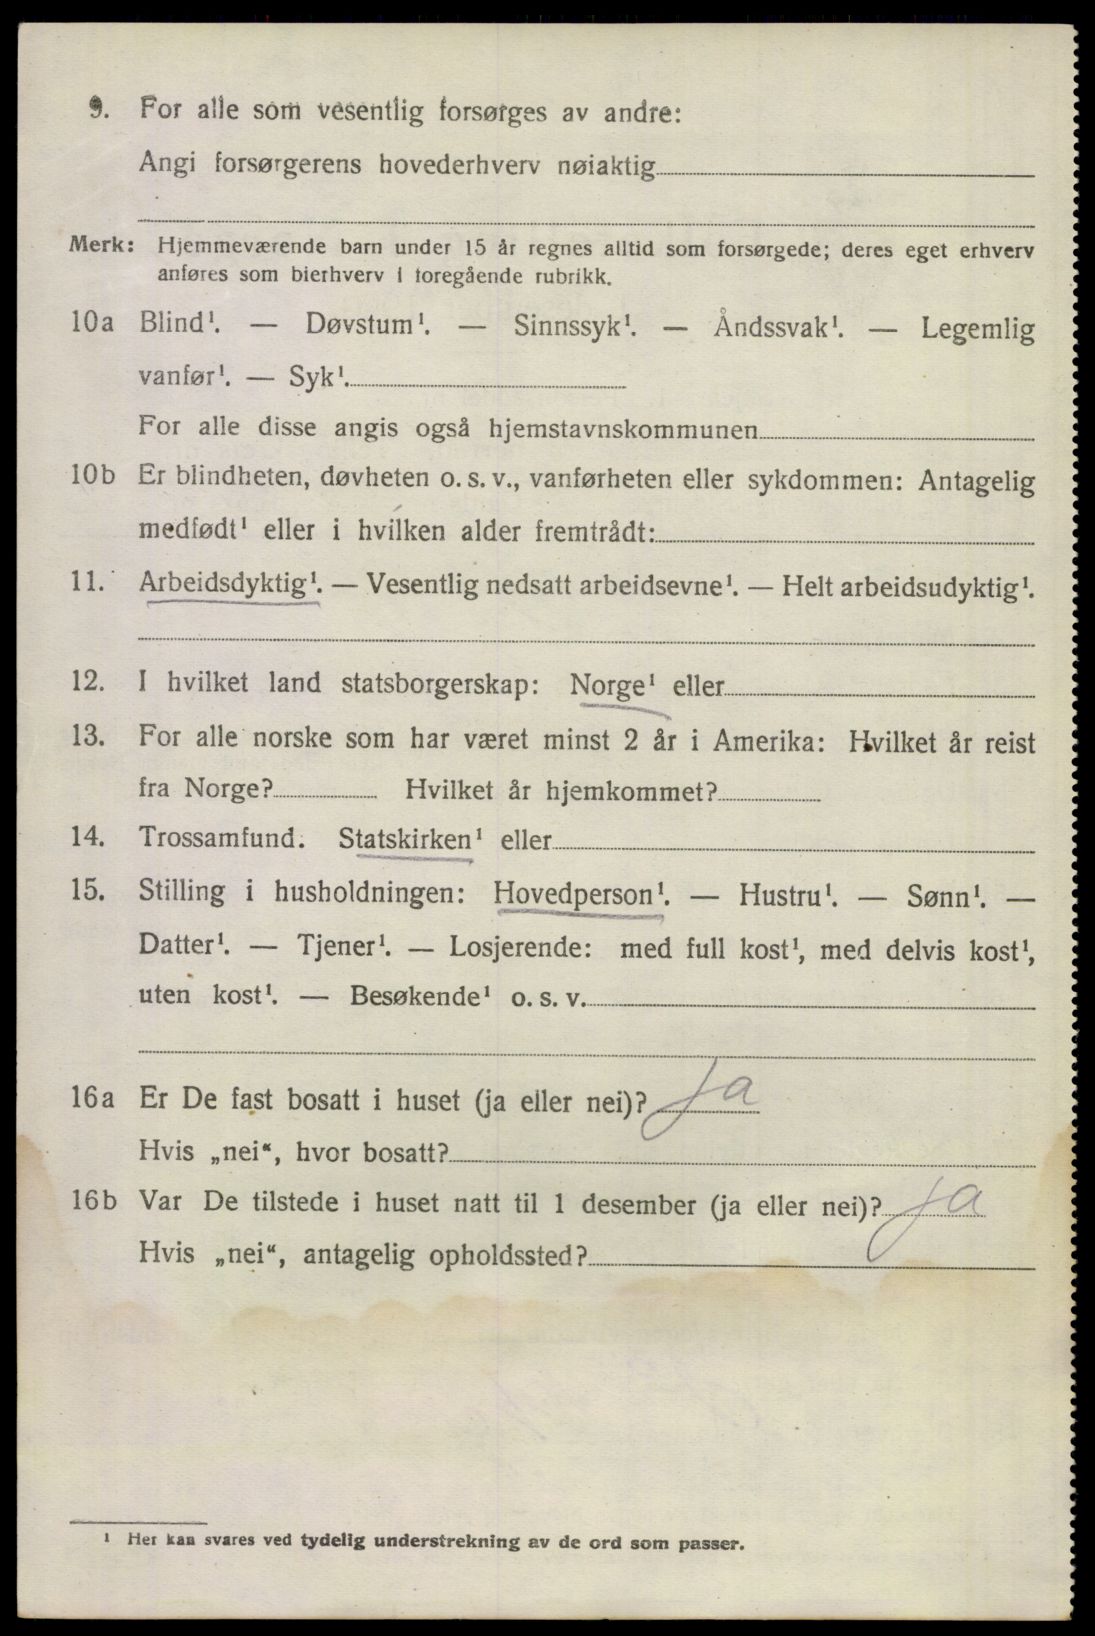 9. For alle som vesentlig forsørges av andre:
Angi forsørgerens hovederhverv nøiaktig
Merk: Hjemmeværende barn under 15 år regnes alltid som forsørgede; deres eget erhverv
anføres som bierhverv i foregående rubrikk.
10a Blind¹. — Døvstum¹. — Sinnssyk¹. — Åndssvak¹. — Legemlig
vanfør¹. — Syk¹.
For alle disse angis også hjemstavnskommunen
10b Er blindheten, døvheten o. s. v., vanførheten eller sykdommen: Antagelig
medfødt¹ eller i hvilken alder fremtrådt:
11. Arbeidsdyktig¹. — Vesentlig nedsatt arbeidsevne¹. — Helt arbeidsudyktig¹.
12. I hvilket land statsborgerskap: Norge¹ eller
13. For alle norske som har været minst 2 år i Amerika: Hvilket år reist
fra Norge? Hvilket år hjemkommet?
14. Trossamfund. Statskirken¹ eller
15. Stilling i husholdningen: Hovedperson¹. — Hustru¹. — Sønn¹. —
Datter¹. — Tjener¹. — Losjerende: med full kost¹, med delvis kost¹,
uten kost¹. — Besøkende¹ o. s. v.
16a Er De fast bosatt i huset (ja eller nei)? ja
Hvis „nei“, hvor bosatt?
16b Var De tilstede i huset natt til 1 desember (ja eller nei)? ja
Hvis „nei“, antagelig opholdssted?
¹ Her kan svares ved tydelig understrekning av de ord som passer.